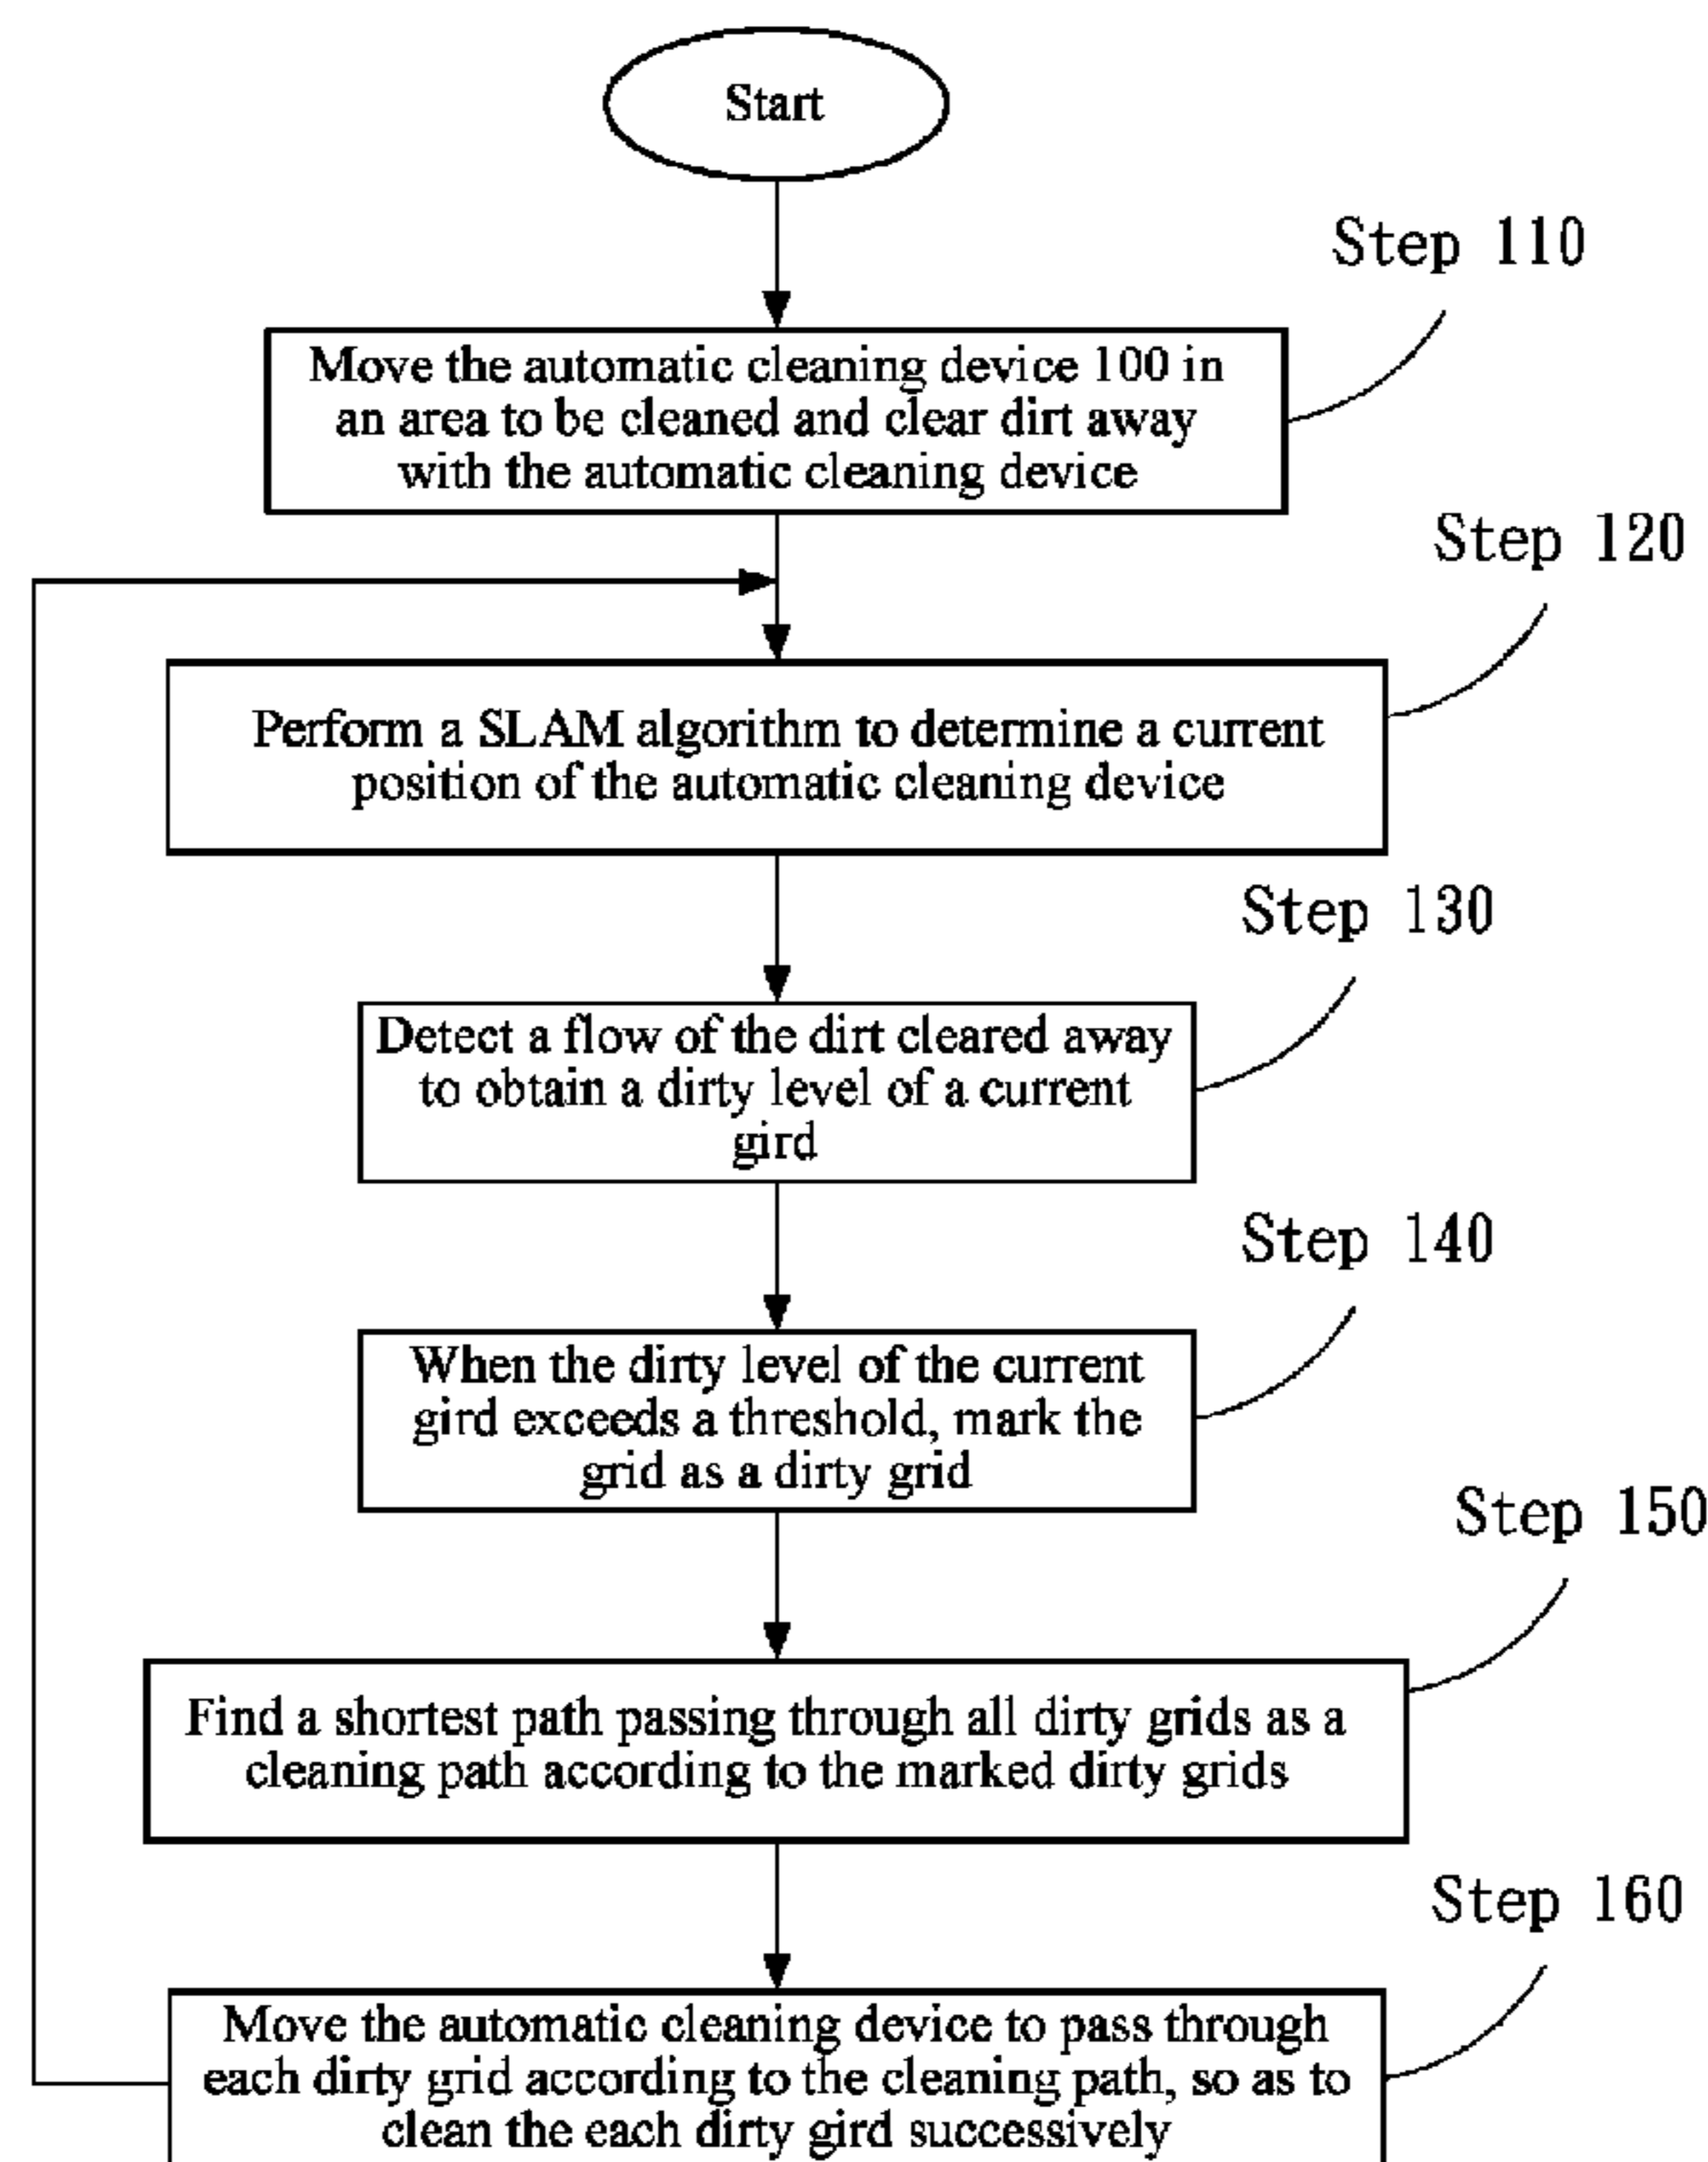 Start
Step 110
Move the automatic cleaning device 100 in
an area to be cleaned and clear dirt away
with the automatic cleaning device
Step 120
Perform a SLAM algorithm to determine a current
position of the automatic cleaning device
Step 130
Detect a flow of the dirt cleared away
to obtain a dirty level of a current
gird
Step 140
When the dirty level of the current
gird exceeds a threshold, mark the
grid as a dirty grid
Step 150
Find a shortest path passing through all dirty grids as a
cleaning path according to the marked dirty grids
Step 160
Move the automatic cleaning device to pass through
each dirty grid according to the cleaning path, so as to
clean the each dirty gird successively